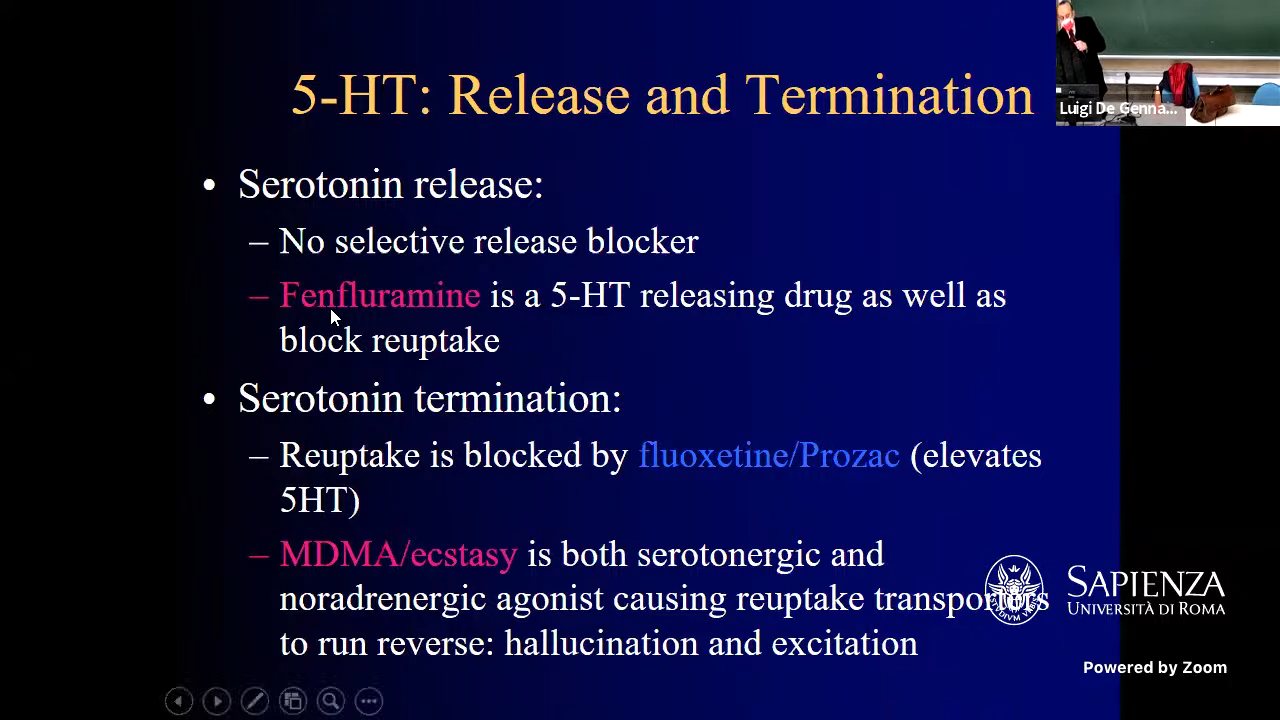 5-HT: Release and Termination
Luigi De Genna...
• Serotonin release:
– No selective release blocker
– Fenfluramine is a 5-HT releasing drug as well as
block reuptake
• Serotonin termination:
– Reuptake is blocked by fluoxetine/Prozac (elevates
5HT)
– MDMA/ecstasy is both serotonergic and
noradrenergic agonist causing reuptake transporters
to run reverse: hallucination and excitation
SAPIENZA
UNIVERSITÀ DI ROMA
Powered by Zoom